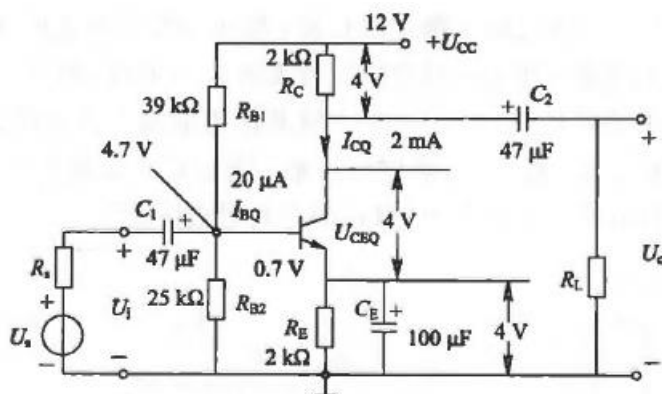 12 V
+U_CC
2 kΩ
R_C
4 V
C_2
+
39 kΩ
R_B1
I_CQ
2 mA
47 μF
+
4.7 V
20 μA
C_1
+
I_BQ
4 V
U_CEQ
R_s
+
47 μF
0.7 V
R_L
+
U_i
25 kΩ
R_B2
R_E
C_E
+
4 V
U_s
100 μF
−
−
2 kΩ
−